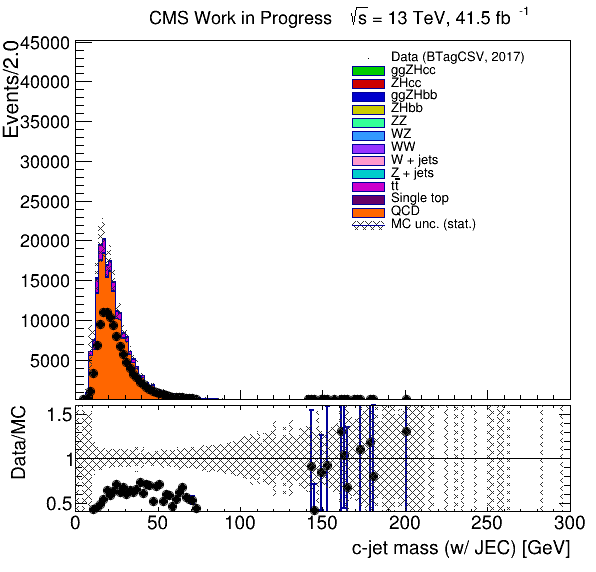 CMS Work in Progress √s = 13 TeV, 41.5 fb⁻¹
Events/2.0
45000
40000
35000
30000
25000
20000
15000
10000
5000
Data (BTagCSV, 2017)
ggZHcc
ZHcc
ggZHbb
ZHbb
ZZ
WZ
WW
W + jets
Z + jets
tt̅
Single top
QCD
MC unc. (stat.)
Data/MC
1.5
1
0.5
0 50 100 150 200 250 300
c-jet mass (w/ JEC) [GeV]